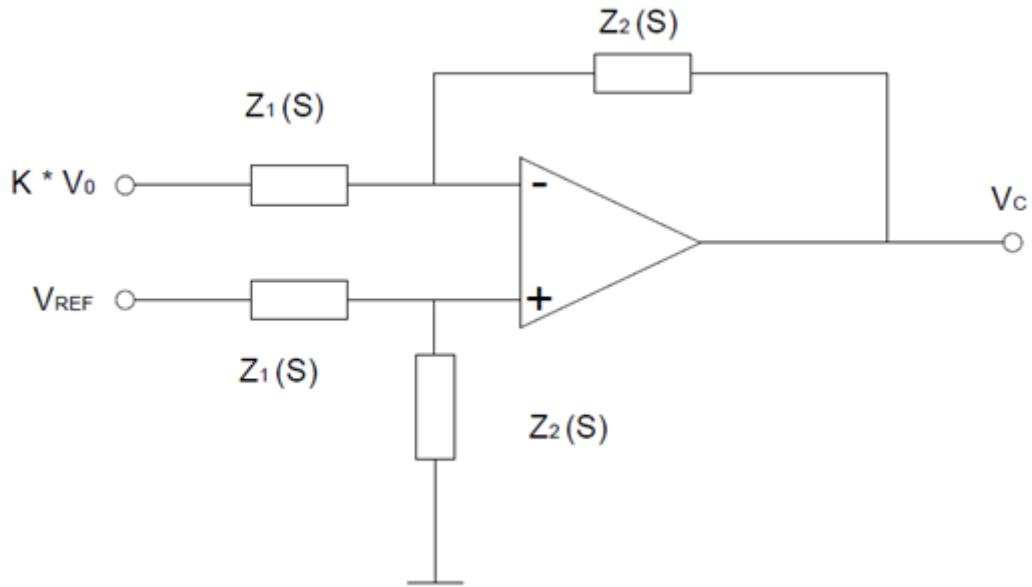 Z₂(S)
Z₁(S)
K * V₀
-
Vc
VREF
+
Z₁(S)
Z₂(S)